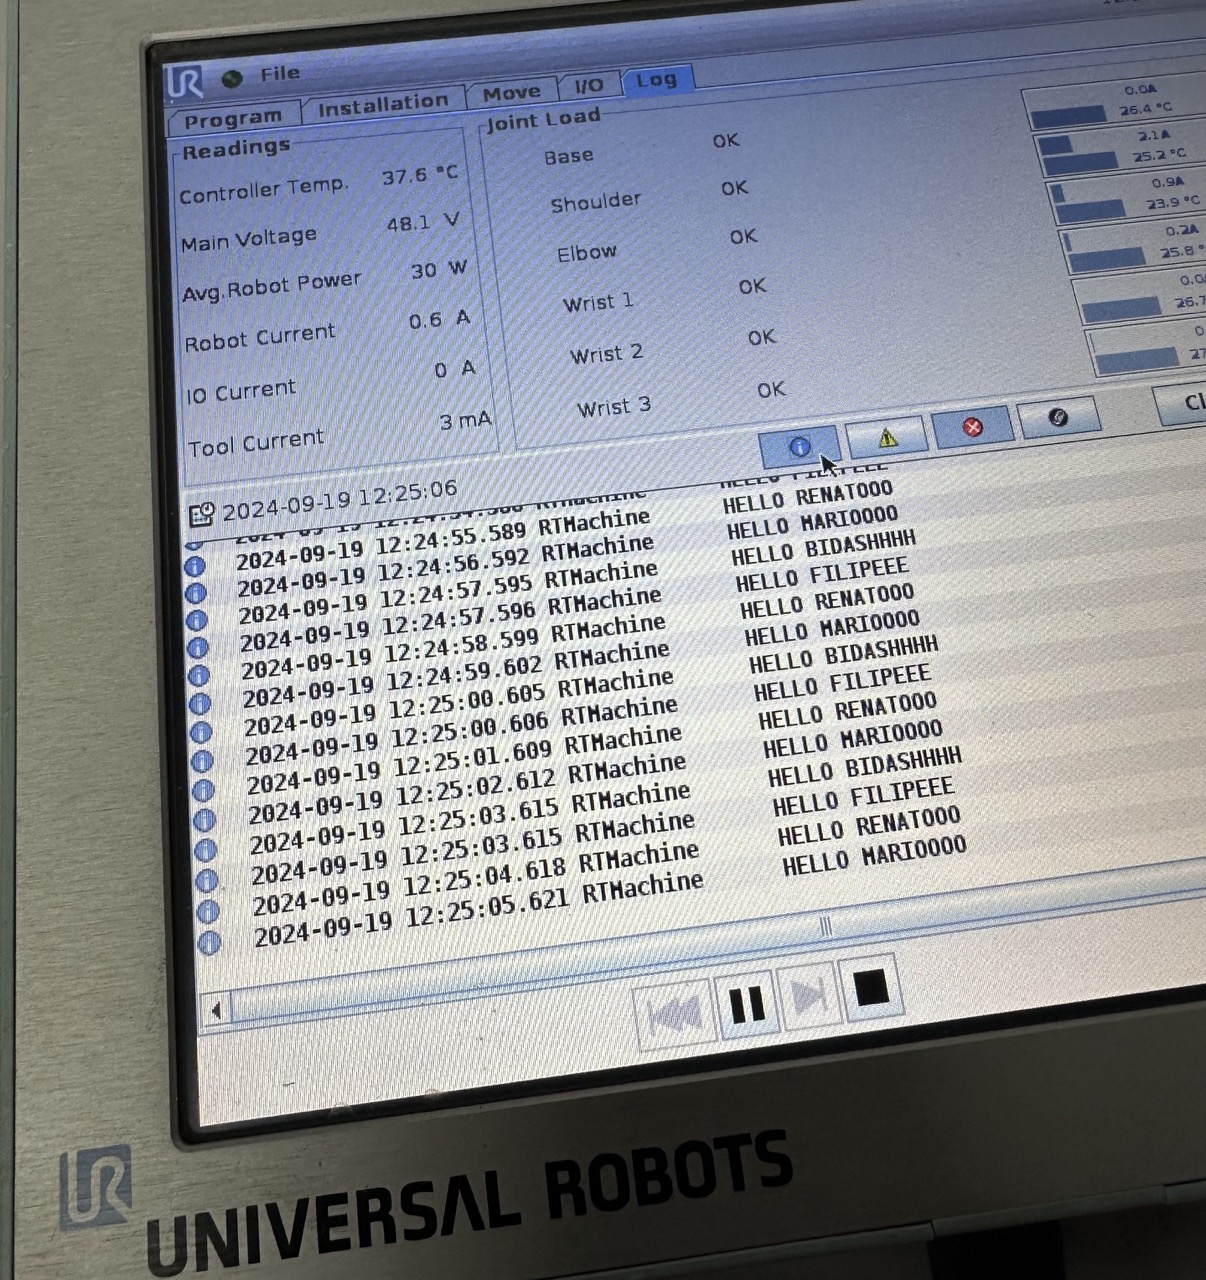 UR File
Program Installation Move I/O Log
Readings
Controller Temp. 37.6 °C
Main Voltage 48.1 V
Avg.Robot Power 30 W
Robot Current 0.6 A
IO Current 0 A
Tool Current 3 mA
Joint Load
Base OK 0.0A 26.4 °C
Shoulder OK 2.1A 25.2 °C
Elbow OK 0.9A 23.9 °C
Wrist 1 OK 0.2A 25.8 °
Wrist 2 OK 26.7
Wrist 3 OK
2024-09-19 12:25:06
2024-09-19 12:24:55.589 RTMachine HELLO RENATOOO
2024-09-19 12:24:56.592 RTMachine HELLO MARIOOOO
2024-09-19 12:24:57.595 RTMachine HELLO BIDASHHHH
2024-09-19 12:24:57.596 RTMachine HELLO FILIPEEE
2024-09-19 12:24:58.599 RTMachine HELLO RENATOOO
2024-09-19 12:24:59.602 RTMachine HELLO MARIOOOO
2024-09-19 12:25:00.605 RTMachine HELLO BIDASHHHH
2024-09-19 12:25:00.606 RTMachine HELLO FILIPEEE
2024-09-19 12:25:01.609 RTMachine HELLO RENATOOO
2024-09-19 12:25:02.612 RTMachine HELLO MARIOOOO
2024-09-19 12:25:03.615 RTMachine HELLO BIDASHHHH
2024-09-19 12:25:03.615 RTMachine HELLO FILIPEEE
2024-09-19 12:25:04.618 RTMachine HELLO RENATOOO
2024-09-19 12:25:05.621 RTMachine HELLO MARIOOOO
UR UNIVERSAL ROBOTS